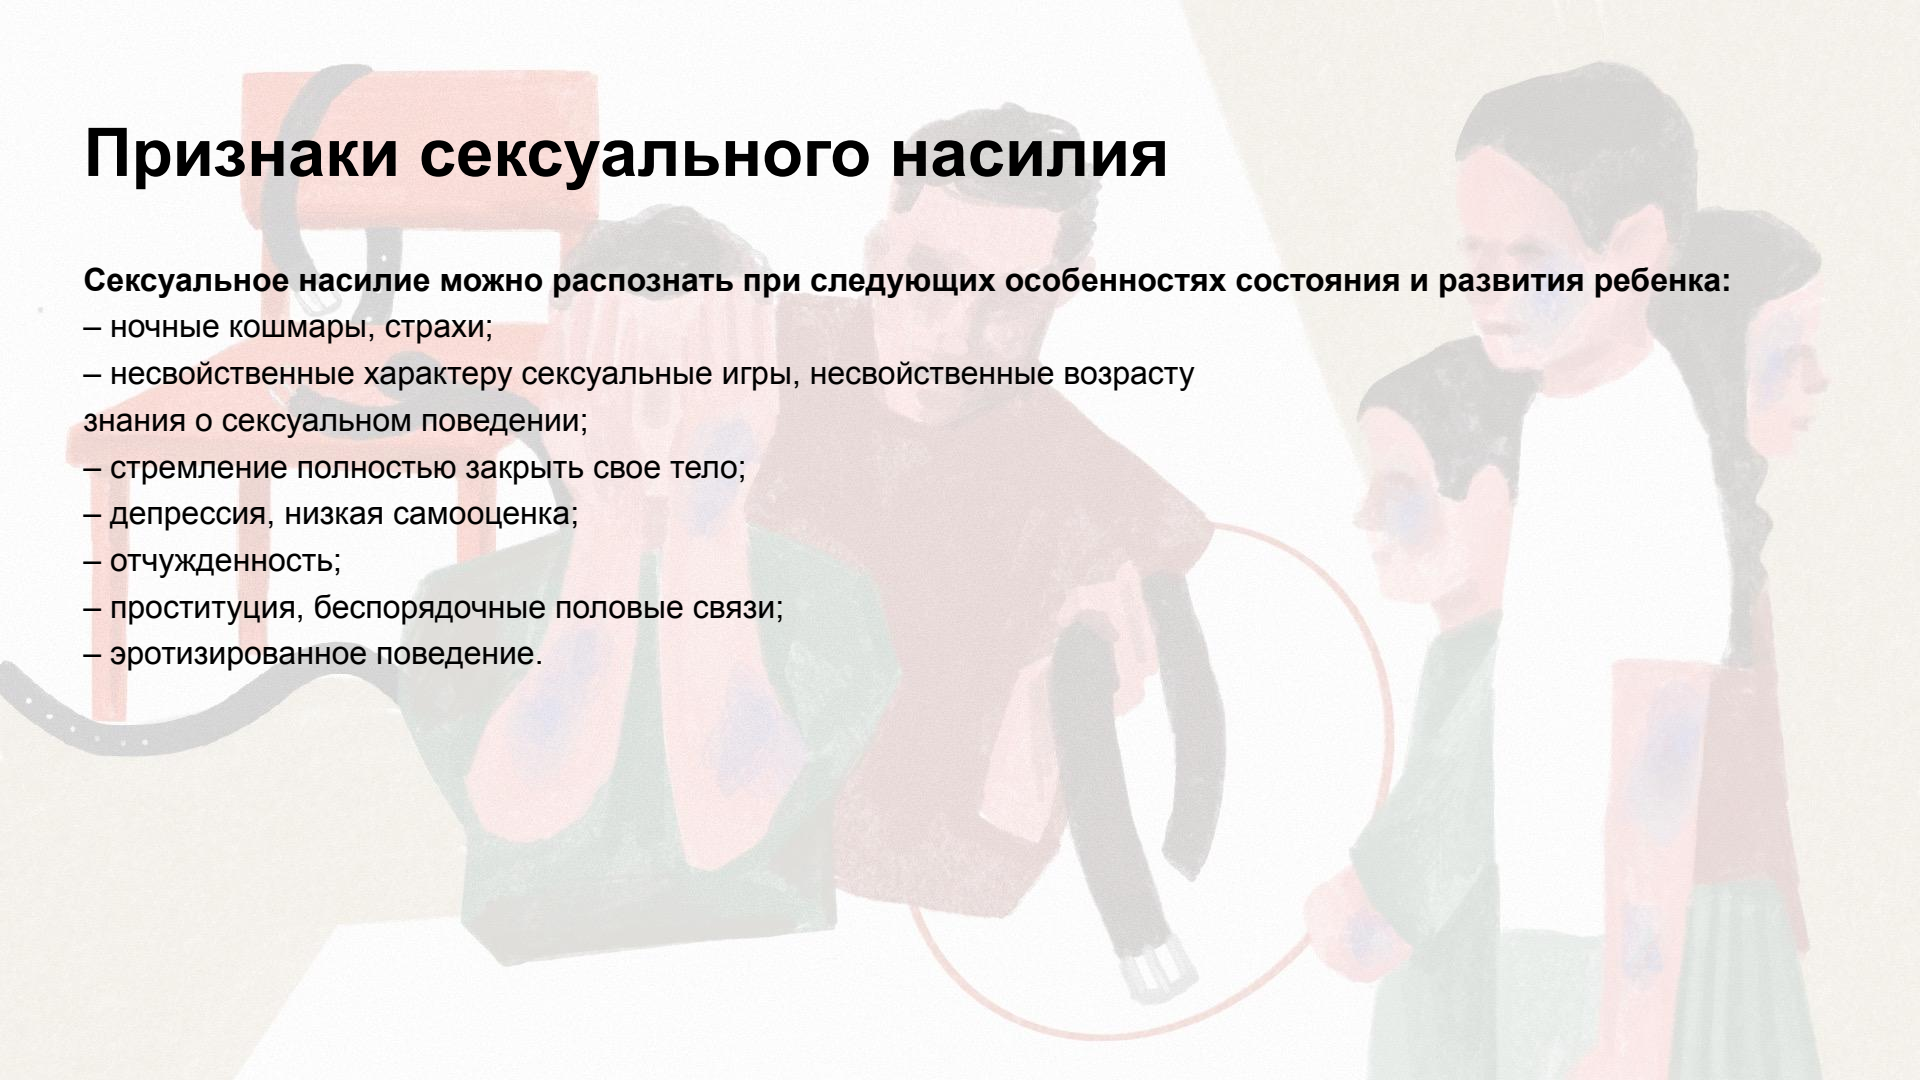 Признаки сексуального насилия
Сексуальное насилие можно распознать при следующих особенностях состояния и развития ребенка:
– ночные кошмары, страхи;
– несвойственные характеру сексуальные игры, несвойственные возрасту
знания о сексуальном поведении;
– стремление полностью закрыть свое тело;
– депрессия, низкая самооценка;
– отчужденность;
– проституция, беспорядочные половые связи;
– эротизированное поведение.